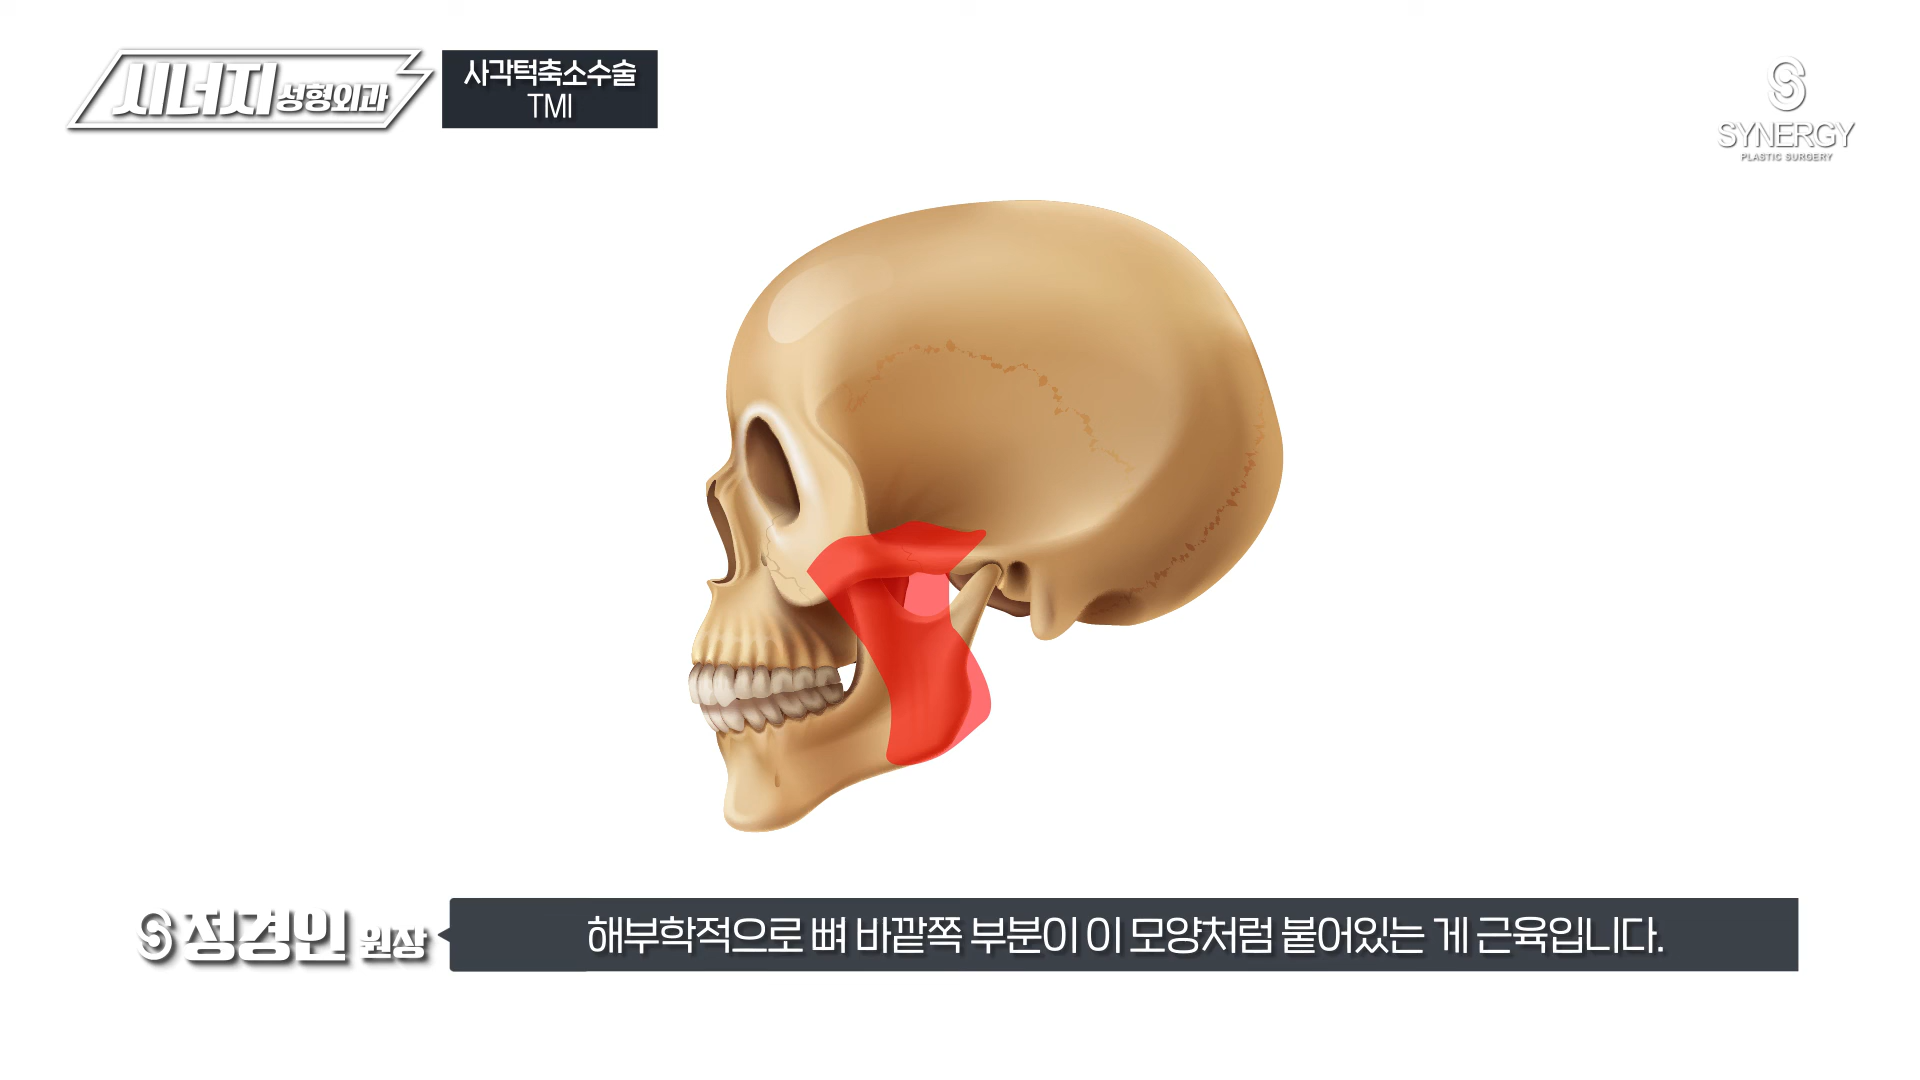 시너지 성형외과
사각턱축소수술
TMI
S
SYNERGY
PLASTIC SURGERY
S 정경인 원장
해부학적으로 뼈 바깥쪽 부분이 이 모양처럼 붙어있는 게 근육입니다.